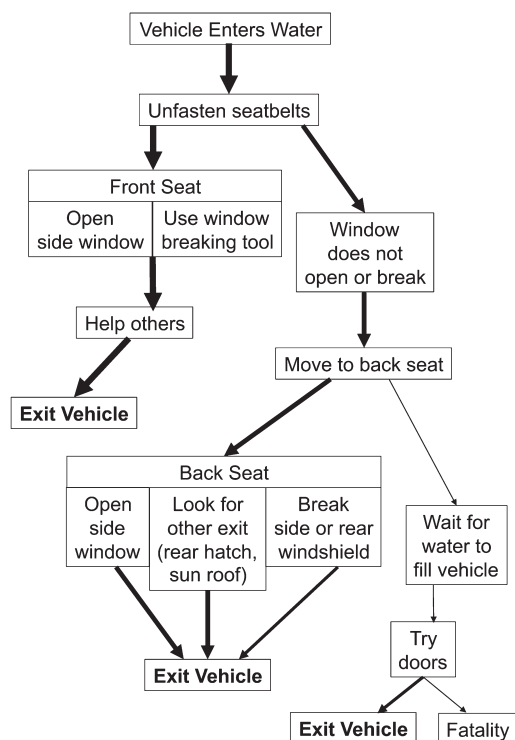 Vehicle Enters Water
Unfasten seatbelts
Front Seat
Open
side window
Use window
breaking tool
Window
does not
open or break
Help others
Move to back seat
Exit Vehicle
Back Seat
Open
side
window
Look for
other exit
(rear hatch,
sun roof)
Break
side or rear
windshield
Wait for
water to
fill vehicle
Exit Vehicle
Try
doors
Exit Vehicle
Fatality